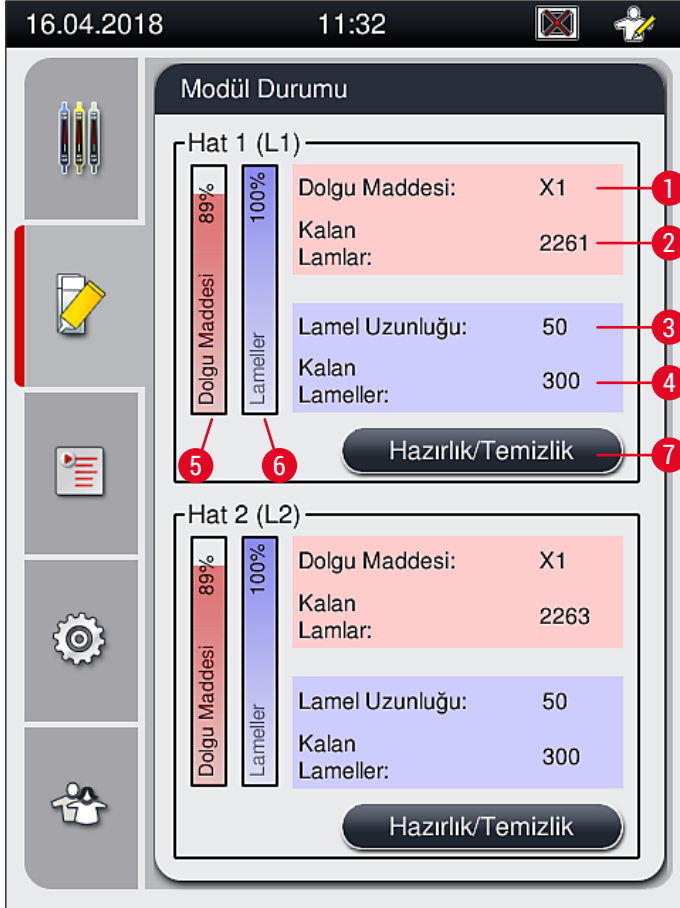 16.04.2018 11:32
Modül Durumu
Hat 1 (L1)
89%
Dolgu Maddesi
100%
Lameller
Dolgu Maddesi: X1 1
Kalan
Lamlar: 2261 2
Lamel Uzunluğu: 50 3
Kalan
Lameller: 300 4
5 6
Hazırlık/Temizlik 7
Hat 2 (L2)
89%
Dolgu Maddesi
100%
Lameller
Dolgu Maddesi: X1
Kalan
Lamlar: 2263
Lamel Uzunluğu: 50
Kalan
Lameller: 300
Hazırlık/Temizlik